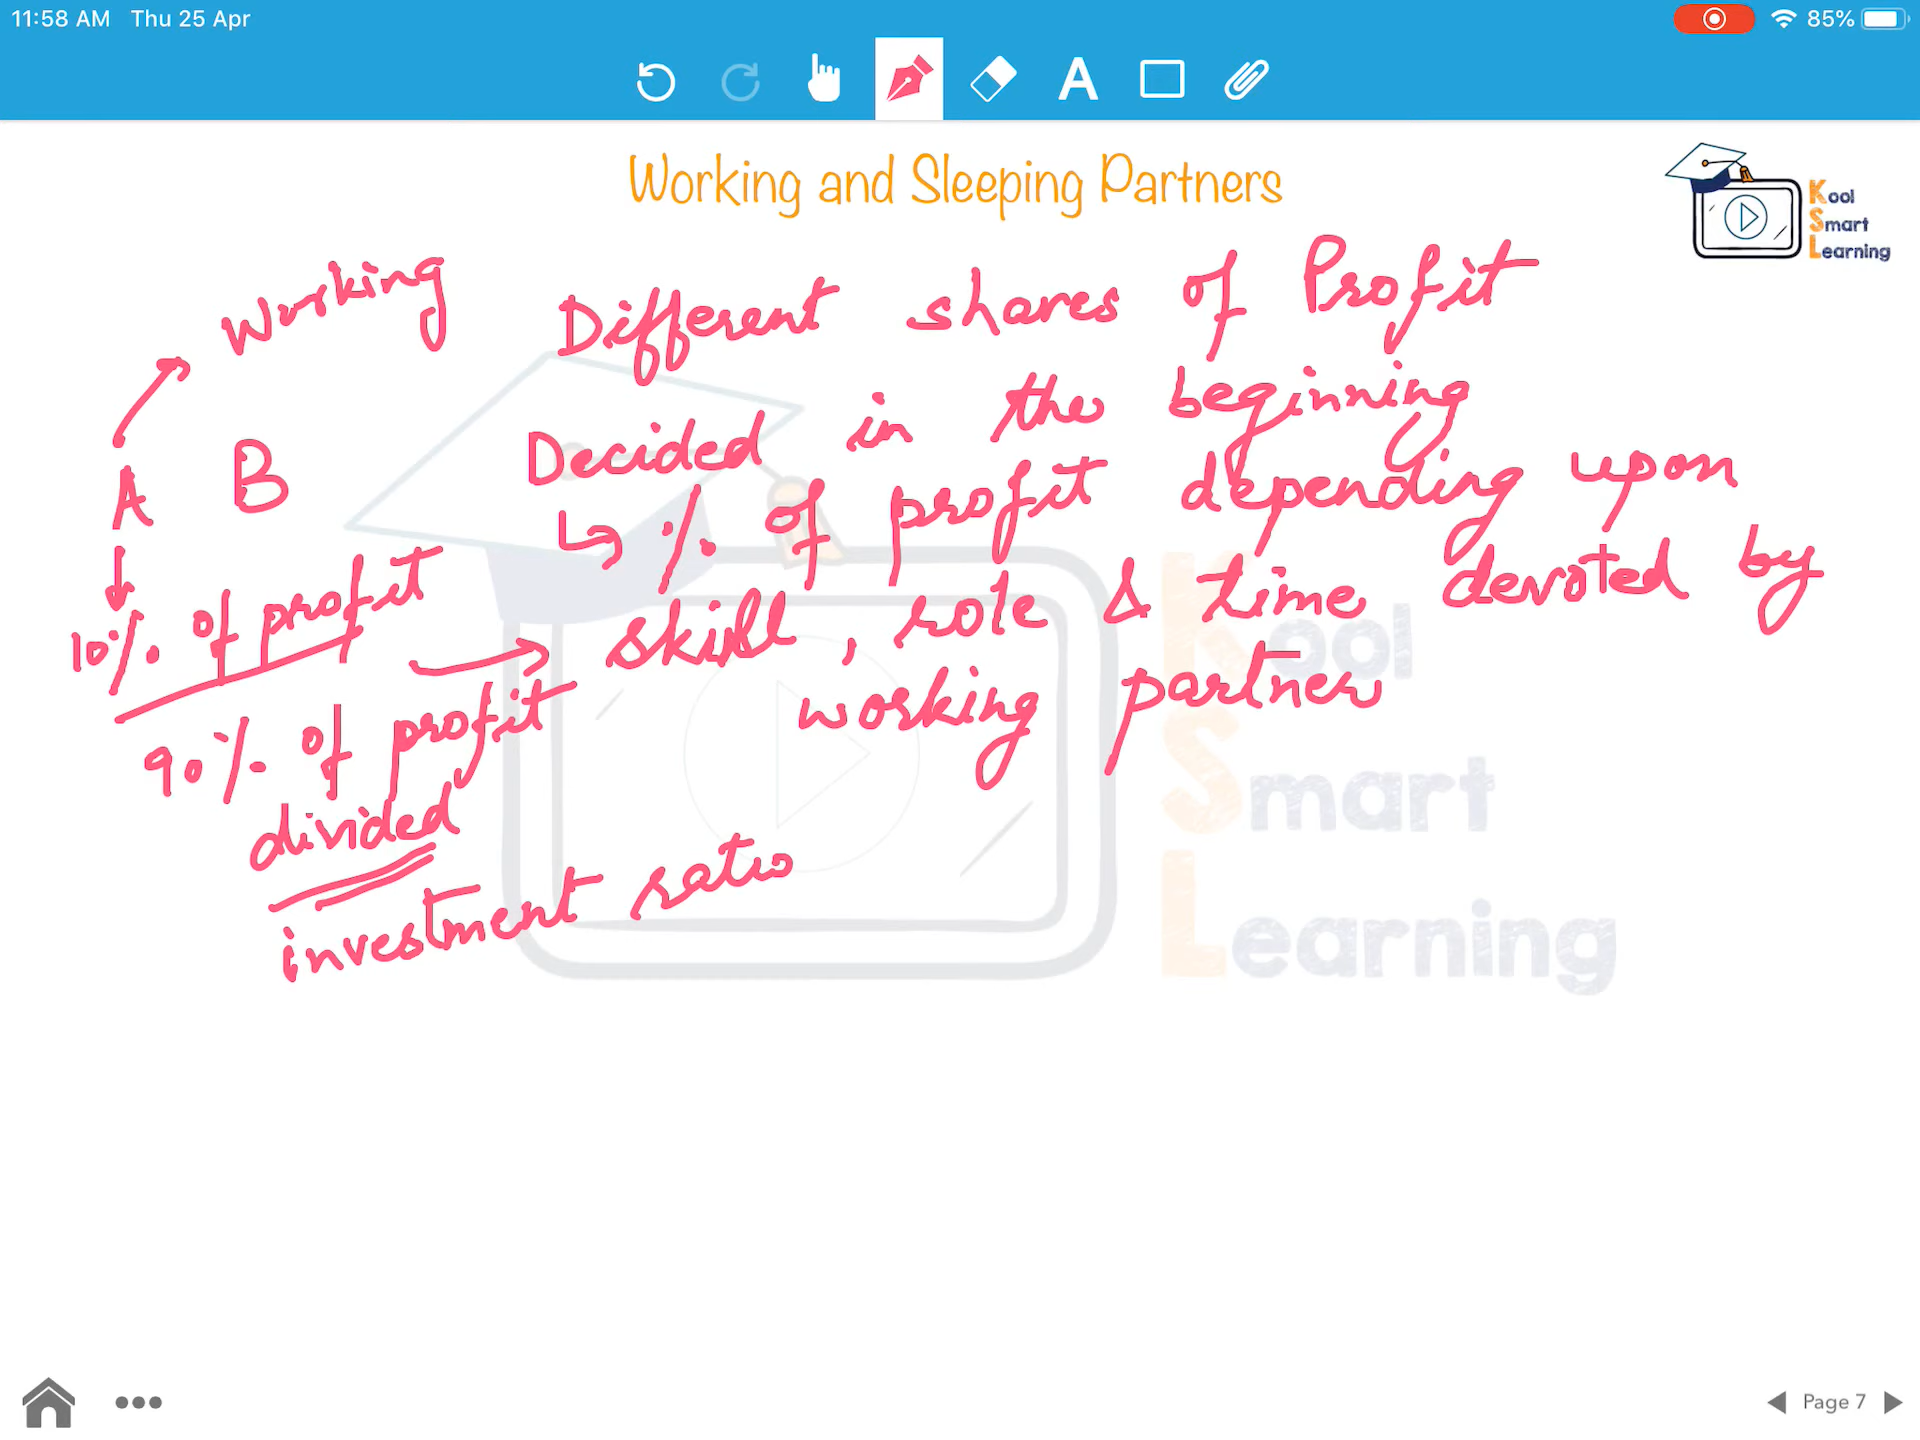 11:58 AM Thu 25 Apr
85%
A
Working and Sleeping Partners
Kool
Smart
Learning
Working
Different shares of Profit
Decided in the beginning
A B
% of profit depending upon
skill, role & time devoted by
working partner
10% of profit
90% of profit
divided
investment ratio
Kool
Smart
Learning
Page 7